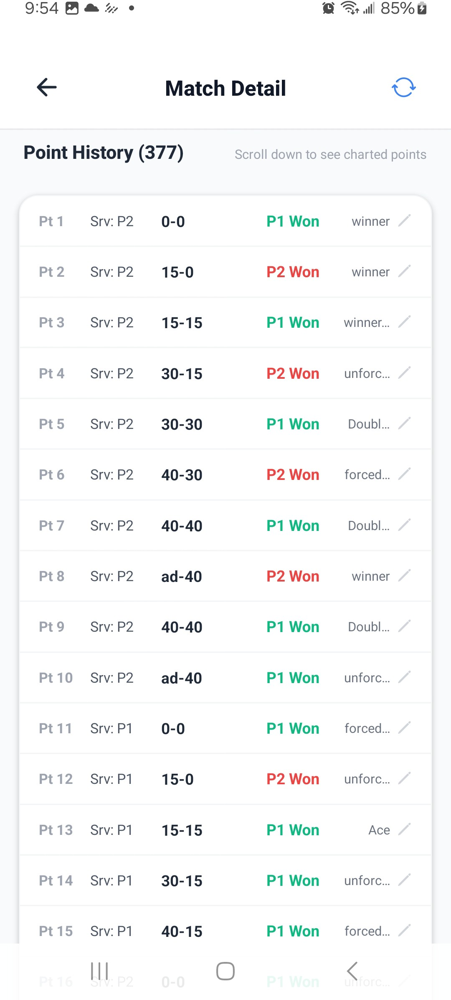 9:54 85%
Match Detail
Point History (377) Scroll down to see charted points
Pt 1 Srv: P2 0-0 P1 Won winner
Pt 2 Srv: P2 15-0 P2 Won winner
Pt 3 Srv: P2 15-15 P1 Won winner...
Pt 4 Srv: P2 30-15 P2 Won unforc...
Pt 5 Srv: P2 30-30 P1 Won Doubl...
Pt 6 Srv: P2 40-30 P2 Won forced...
Pt 7 Srv: P2 40-40 P1 Won Doubl...
Pt 8 Srv: P2 ad-40 P2 Won winner
Pt 9 Srv: P2 40-40 P1 Won Doubl...
Pt 10 Srv: P2 ad-40 P1 Won unforc...
Pt 11 Srv: P1 0-0 P1 Won forced...
Pt 12 Srv: P1 15-0 P2 Won unforc...
Pt 13 Srv: P1 15-15 P1 Won Ace
Pt 14 Srv: P1 30-15 P1 Won unforc...
Pt 15 Srv: P1 40-15 P1 Won forced...
Pt 16 Srv: P2 0-0 P1 Won unforc...